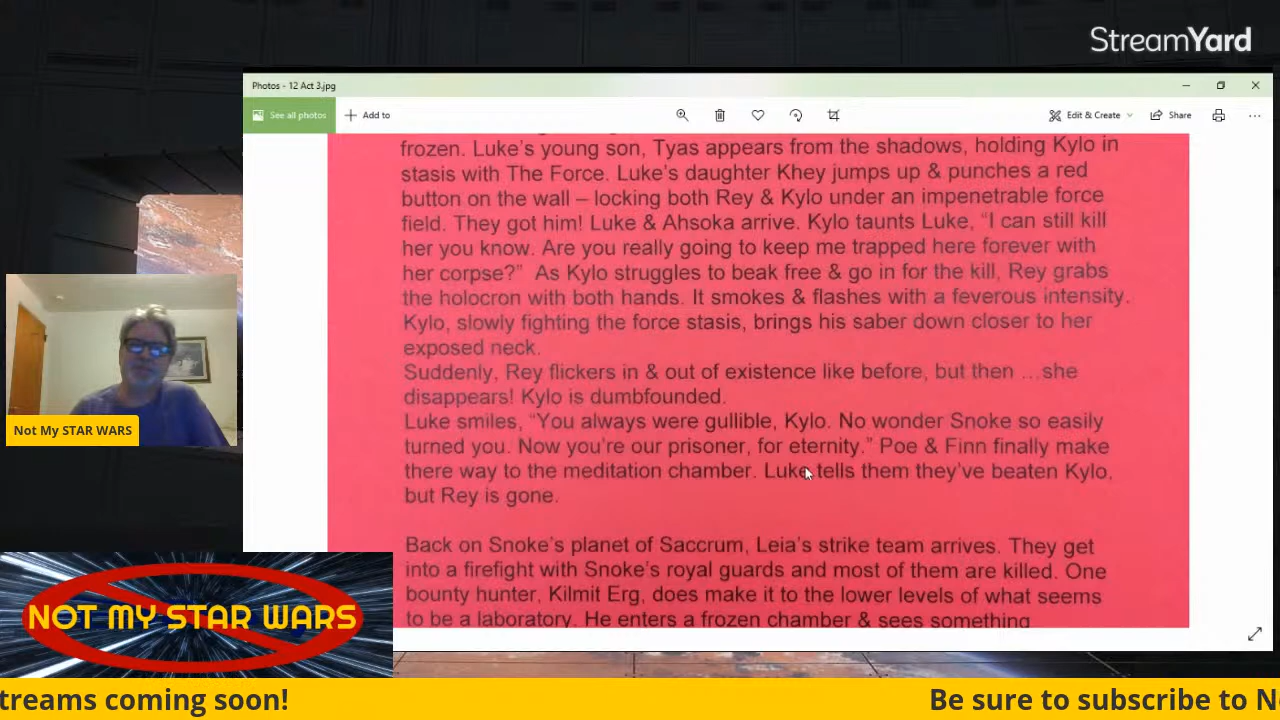 StreamYard
Photos - 12 Act 3.jpg
See all photos
Add to
Edit & Create
Share
frozen. Luke's young son, Tyas appears from the shadows, holding Kylo in
stasis with The Force. Luke's daughter Khey jumps up & punches a red
button on the wall – locking both Rey & Kylo under an impenetrable force
field. They got him! Luke & Ahsoka arrive. Kylo taunts Luke, "I can still kill
her you know. Are you really going to keep me trapped here forever with
her corpse?" As Kylo struggles to beak free & go in for the kill, Rey grabs
the holocron with both hands. It smokes & flashes with a feverous intensity.
Kylo, slowly fighting the force stasis, brings his saber down closer to her
exposed neck.
Suddenly, Rey flickers in & out of existence like before, but then ...she
disappears! Kylo is dumbfounded.
Luke smiles, "You always were gullible, Kylo. No wonder Snoke so easily
turned you. Now you're our prisoner, for eternity." Poe & Finn finally make
there way to the meditation chamber. Luke tells them they've beaten Kylo,
but Rey is gone.
Back on Snoke's planet of Saccrum, Leia's strike team arrives. They get
into a firefight with Snoke's royal guards and most of them are killed. One
bounty hunter, Kilmit Erg, does make it to the lower levels of what seems
to be a laboratory. He enters a frozen chamber & sees something
Not My STAR WARS
NOT MY STAR WARS
treams coming soon!
Be sure to subscribe to N